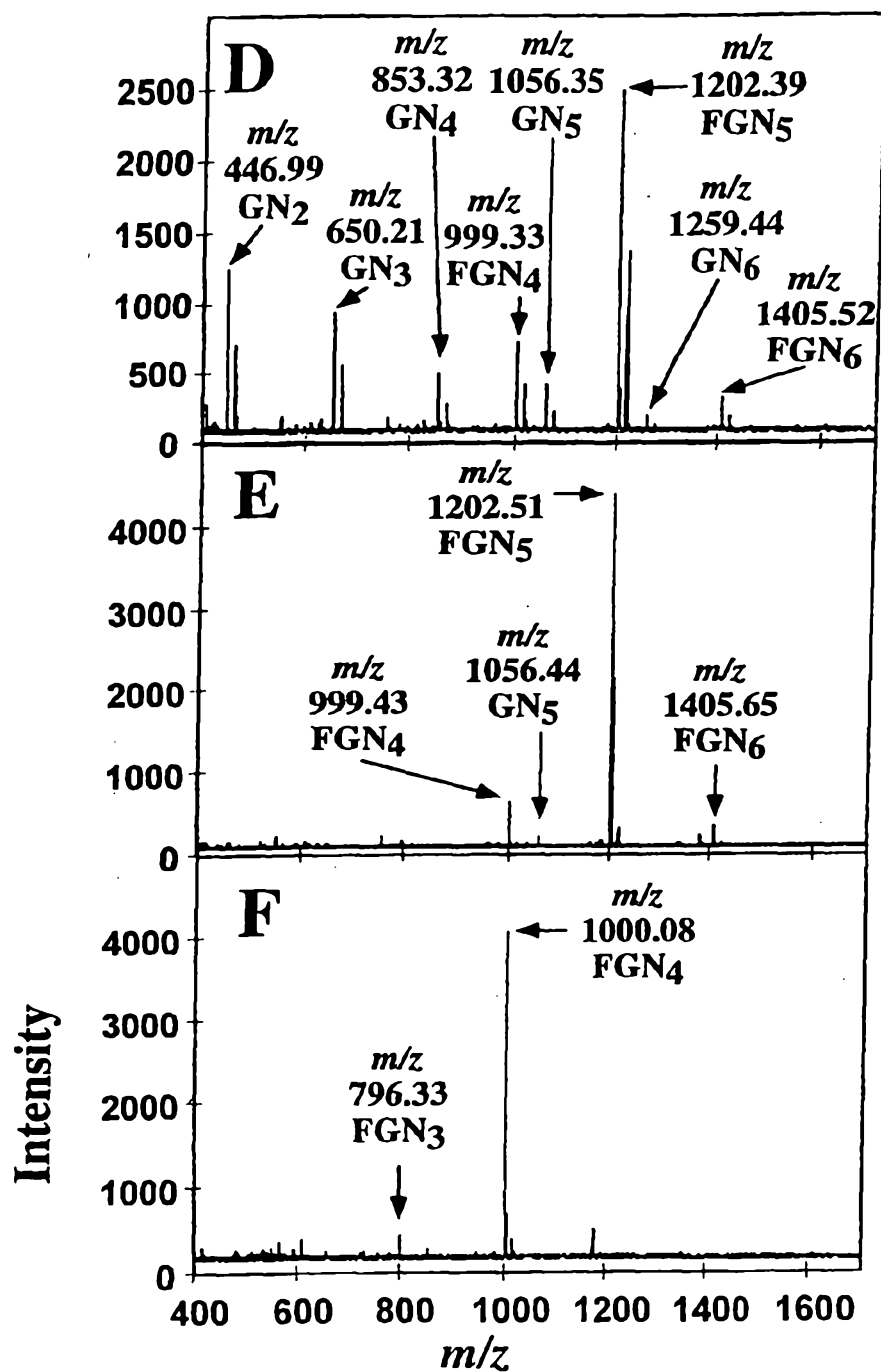 D
m/z
446.99
GN2
m/z
650.21
GN3
m/z
853.32
GN4
m/z
999.33
FGN4
m/z
1056.35
GN5
m/z
1202.39
FGN5
m/z
1259.44
GN6
m/z
1405.52
FGN6
2500
2000
1500
1000
500
0
E
m/z
999.43
FGN4
m/z
1056.44
GN5
m/z
1202.51
FGN5
m/z
1405.65
FGN6
4000
3000
2000
1000
0
F
m/z
796.33
FGN3
m/z
1000.08
FGN4
4000
3000
2000
1000
0
Intensity
400 600 800 1000 1200 1400 1600
m/z